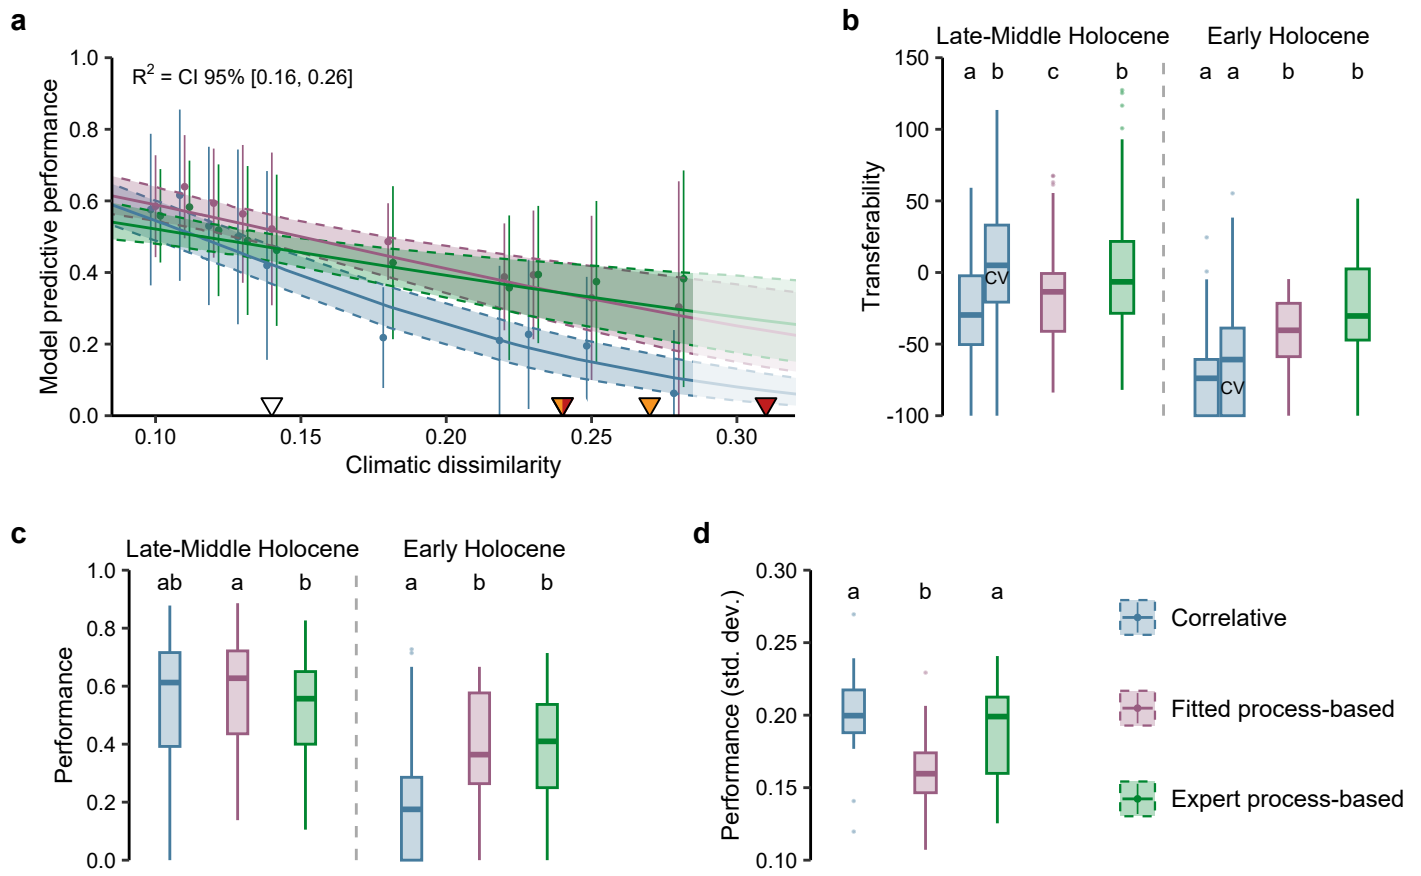 a
R2 = CI 95% [0.16, 0.26]
Model predictive performance
1.0
0.8
0.6
0.4
0.2
0.0
0.10 0.15 0.20 0.25 0.30
Climatic dissimilarity
b
Late-Middle Holocene Early Holocene
a b c b a a b b
Transferability
150
100
50
0
-50
-100
CV
CV
c
Late-Middle Holocene Early Holocene
ab a b a b b
Performance
1.0
0.8
0.6
0.4
0.2
0.0
d
a b a
Performance (std. dev.)
0.30
0.25
0.20
0.15
0.10
Correlative
Fitted process-based
Expert process-based